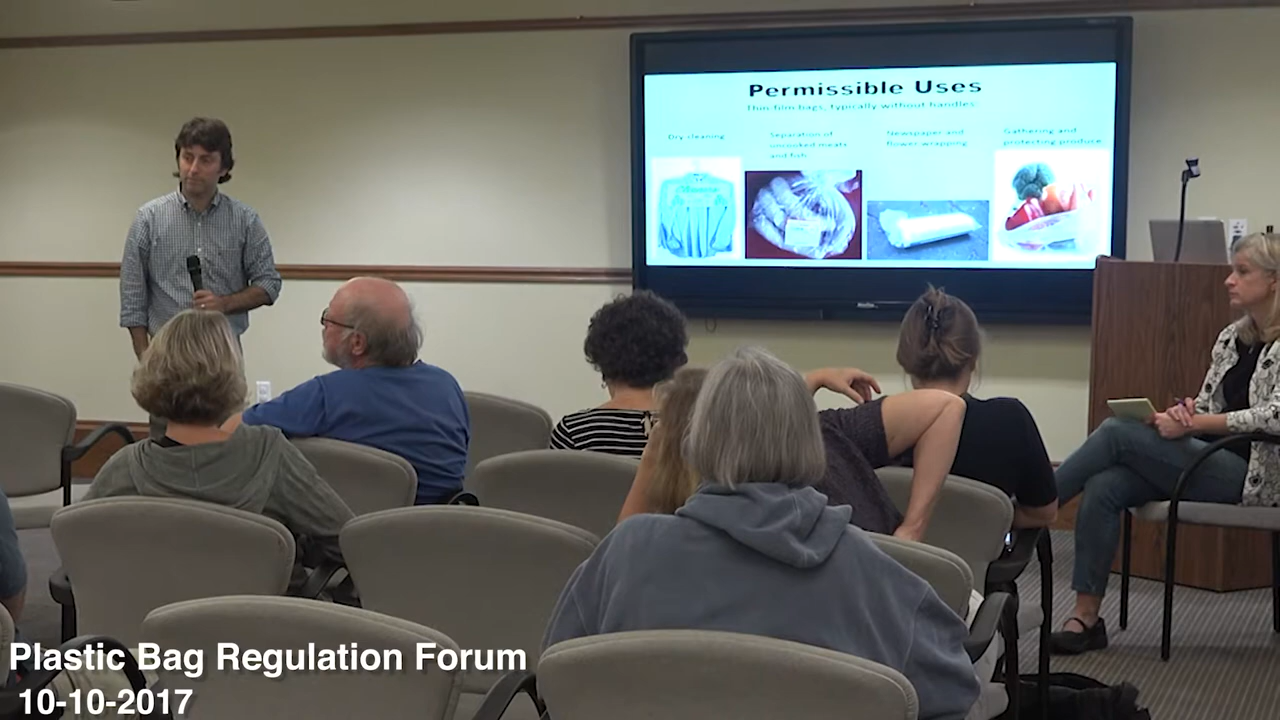 Permissible Uses
Thin film bags, typically without handles:
Dry cleaning
Separation of
uncooked meats
and fish
Newspaper and
flower wrapping
Gathering and
protecting produce
Plastic Bag Regulation Forum
10-10-2017